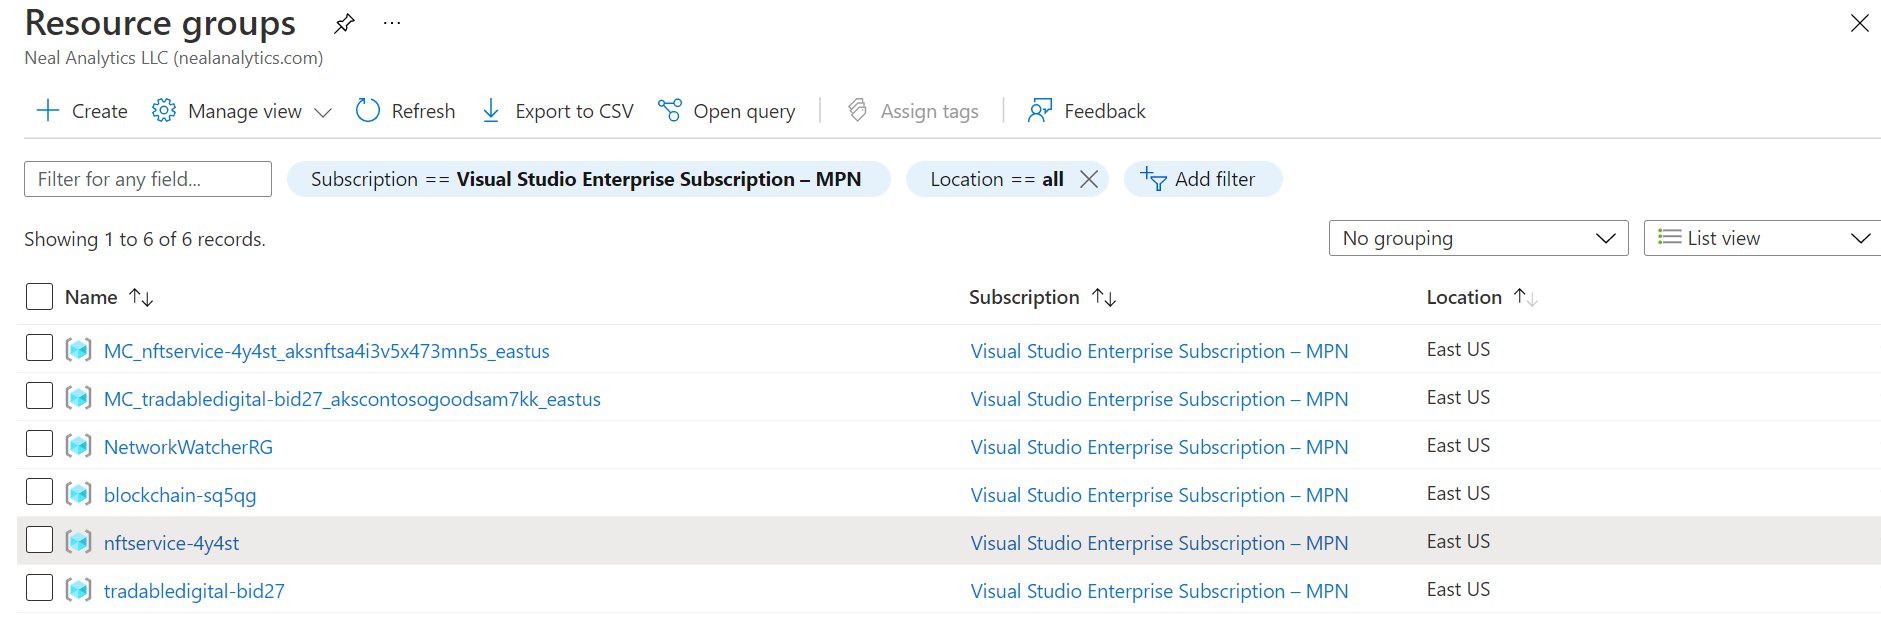 Resource groups
Neal Analytics LLC (nealanalytics.com)
Create Manage view Refresh Export to CSV Open query Assign tags Feedback
Filter for any field... Subscription == Visual Studio Enterprise Subscription – MPN Location == all Add filter
Showing 1 to 6 of 6 records. No grouping List view
Name Subscription Location
MC_nftservice-4y4st_aksnftsa4i3v5x473mn5s_eastus Visual Studio Enterprise Subscription – MPN East US
MC_tradabledigital-bid27_akscontosogoodsam7kk_eastus Visual Studio Enterprise Subscription – MPN East US
NetworkWatcherRG Visual Studio Enterprise Subscription – MPN East US
blockchain-sq5qg Visual Studio Enterprise Subscription – MPN East US
nftservice-4y4st Visual Studio Enterprise Subscription – MPN East US
tradabledigital-bid27 Visual Studio Enterprise Subscription – MPN East US